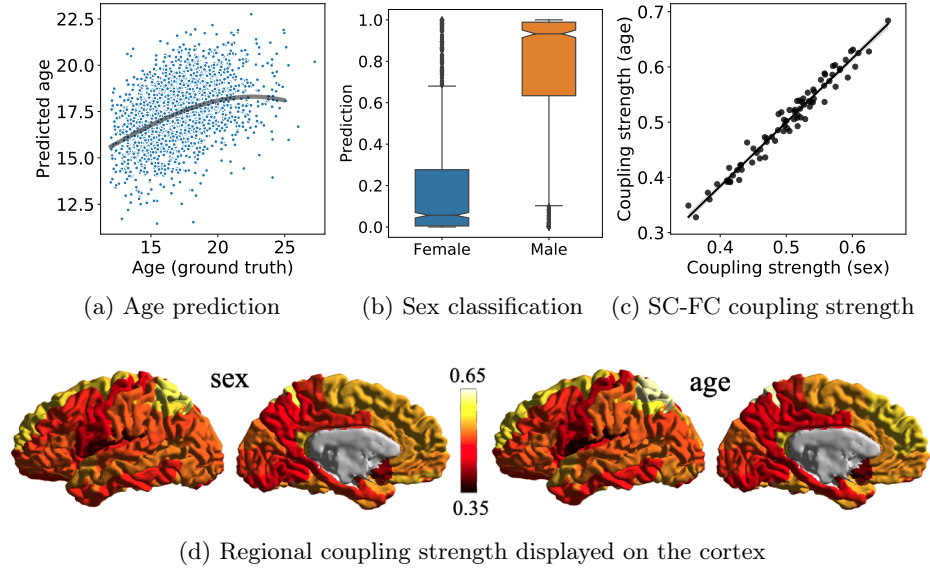 22.5
20.0
17.5
15.0
12.5
Predicted age
15 20 25
Age (ground truth)
1.0
0.8
0.6
0.4
0.2
0.0
Prediction
Female Male
0.7
0.6
0.5
0.4
0.3
Coupling strength (age)
0.4 0.5 0.6
Coupling strength (sex)
(a) Age prediction
(b) Sex classification
(c) SC-FC coupling strength
sex
0.65
0.35
age
(d) Regional coupling strength displayed on the cortex